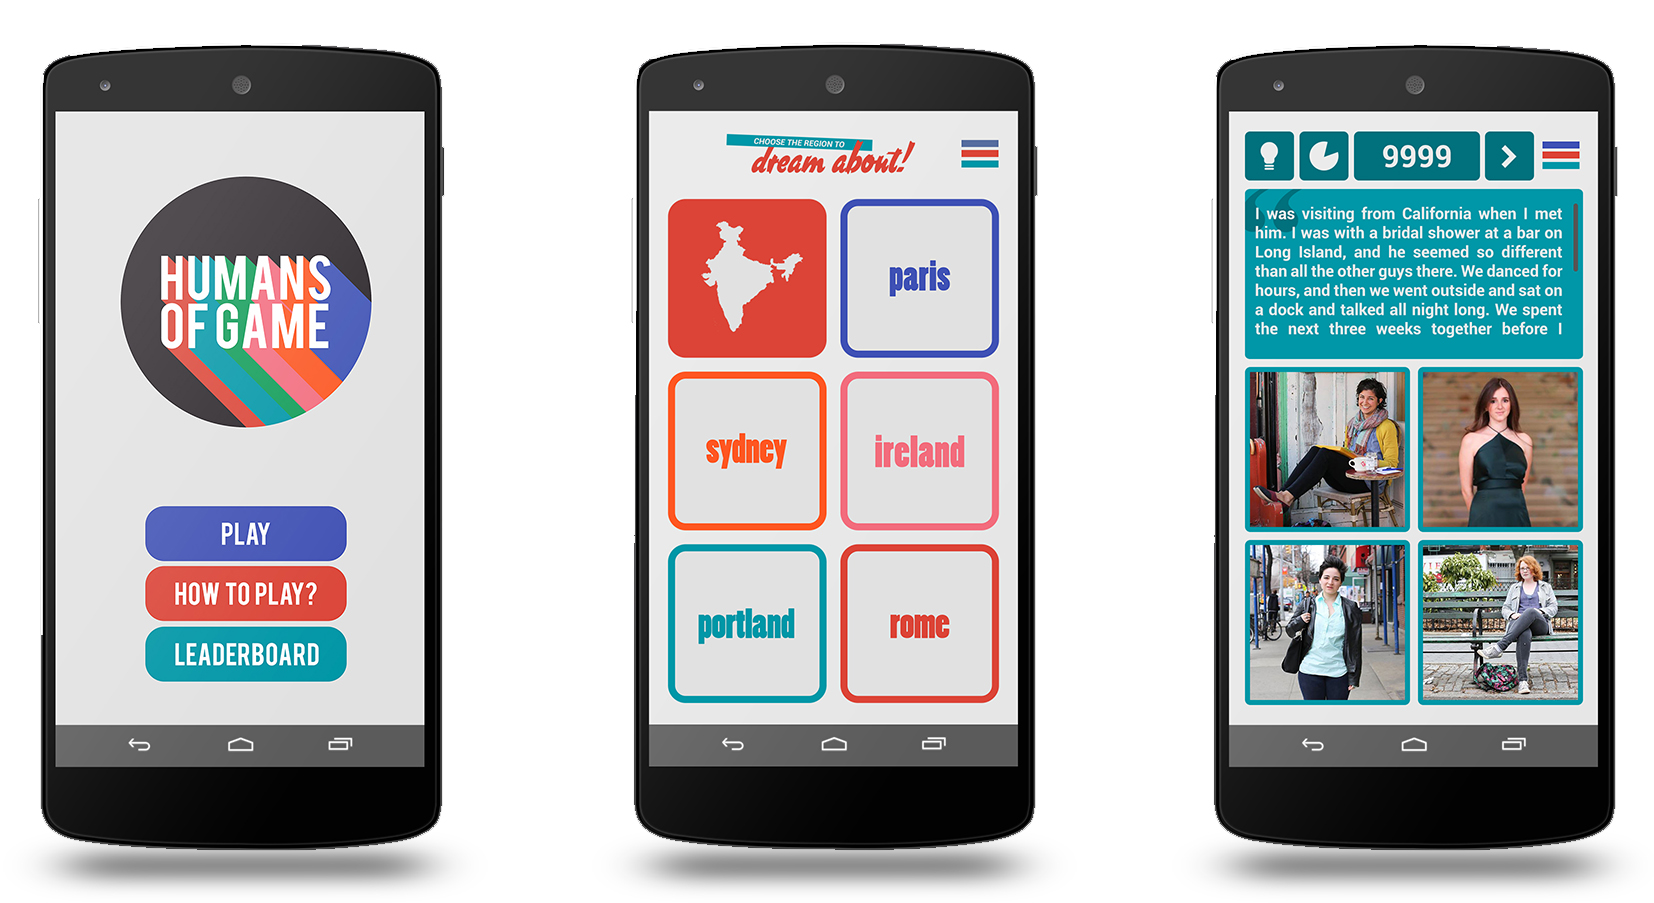 HUMANS
OF GAME
PLAY
HOW TO PLAY?
LEADERBOARD
CHOOSE THE REGION TO
dream about!
paris
sydney
ireland
portland
rome
9999
“
I was visiting from California when I met
him. I was with a bridal shower at a bar on
Long Island, and he seemed so different
than all the other guys there. We danced for
hours, and then we went outside and sat on
a dock and talked all night long. We spent
the next three weeks together before I